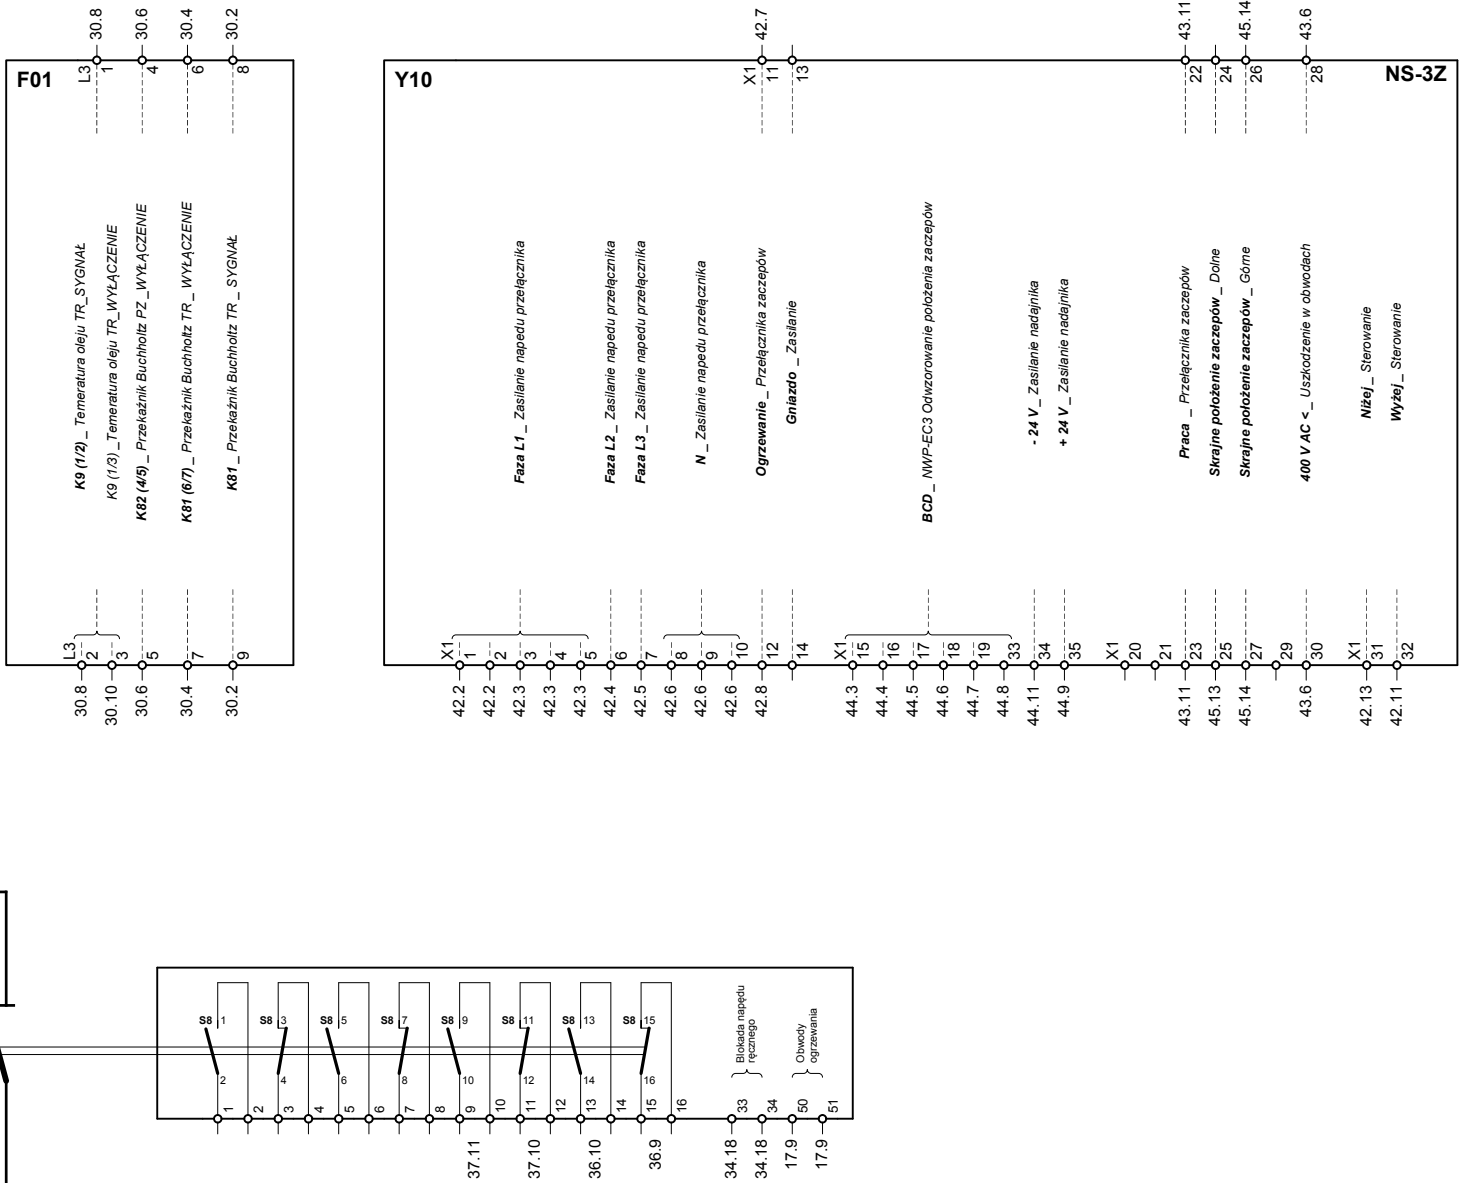 30.8
30.6
30.4
30.2
42.7
43.11
45.14
43.6
F01
L3
1
4
6
8
Y10
X1
11
13
22
24
26
28
NS-3Z
K9 (1/2) _ Temeratura oleju TR_SYGNAŁ
K9 (1/3) _Temeratura oleju TR_WYŁĄCZENIE
K82 (4/5) _ Przekaźnik Buchholtz PZ _WYŁĄCZENIE
K81 (6/7) _ Przekaźnik Buchholtz TR _ WYŁĄCZENIE
K81 _ Przekaźnik Buchholtz TR _ SYGNAŁ
Faza L1 _ Zasilanie napedu przełącznika
Faza L2 _ Zasilanie napedu przełącznika
Faza L3 _ Zasilanie napedu przełącznika
N _ Zasilanie napedu przełącznika
Ogrzewanie _ Przełącznika zaczepów
Gniazdo _ Zasilanie
BCD _ NWP-EC3 Odwzorowanie położenia zaczepów
- 24 V _ Zasilanie nadajnika
+ 24 V _ Zasilanie nadajnika
Praca _ Przełącznika zaczepów
Skrajne położenie zaczepów _ Dolne
Skrajne położenie zaczepów _ Górne
400 V AC < _ Uszkodzenie w obwodach
Niżej _ Sterowanie
Wyżej _ Sterowanie
L3
2
3
5
7
9
X1
1
2
3
4
5
6
7
8
9
10
12
14
X1
15
16
17
18
19
33
34
35
X1
20
21
23
25
27
29
30
X1
31
32
30.8
30.10
30.6
30.4
30.2
42.2
42.2
42.3
42.3
42.3
42.4
42.5
42.6
42.6
42.6
42.8
44.3
44.4
44.5
44.6
44.7
44.8
44.11
44.9
43.11
45.13
45.14
43.6
42.13
42.11
S8 1
S8 3
S8 5
S8 7
S8 9
S8 11
S8 13
S8 15
Blokada napędu
ręcznego
Obwody
ogrzewania
2
4
6
8
10
12
14
16
1
2
3
4
5
6
7
8
9
10
11
12
13
14
15
16
33
34
50
51
37.11
37.10
36.10
36.9
34.18
34.18
17.9
17.9